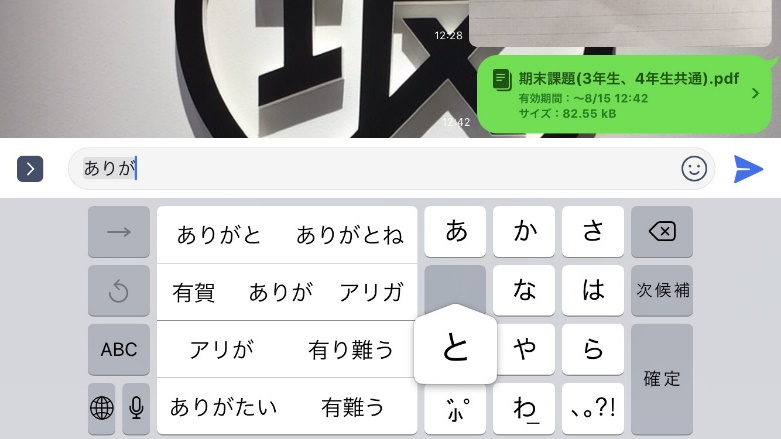 12:28
期末課題(3年生、4年生共通).pdf
有効期間：～8/15 12:42
サイズ：82.55 kB
12:42
ありが
→ ありがと ありがとね あ か さ
有賀 ありが アリガ な は 次候補
ABC アリが 有り難う と や ら 確定
ありがたい 有難う ゛小゜ わ_ 、。?!